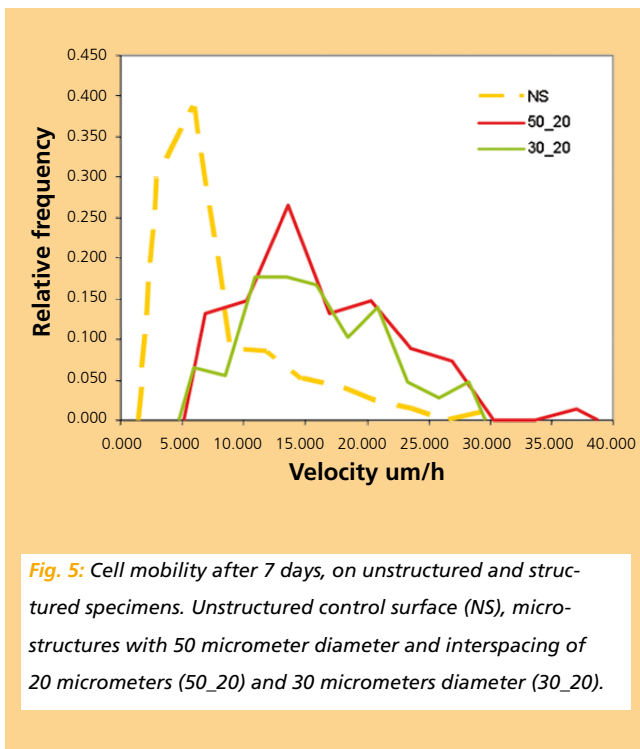 0.450
0.400
0.350
0.300
0.250
0.200
0.150
0.100
0.050
0.000
Relative frequency
NS
50_20
30_20
0.000 5.000 10.000 15.000 20.000 25.000 30.000 35.000 40.000
Velocity um/h
Fig. 5: Cell mobility after 7 days, on unstructured and struc-
tured specimens. Unstructured control surface (NS), micro-
structures with 50 micrometer diameter and interspacing of
20 micrometers (50_20) and 30 micrometers diameter (30_20).